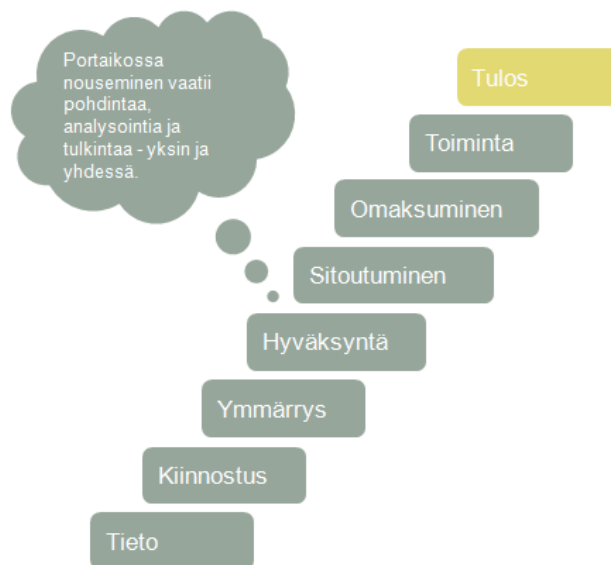 Portaikossa
nouseminen vaatii
pohdintaa,
analysointia ja
tulkintaa - yksin ja
yhdessä.
Tulos
Toiminta
Omaksuminen
Sitoutuminen
Hyväksyntä
Ymmärrys
Kiinnostus
Tieto